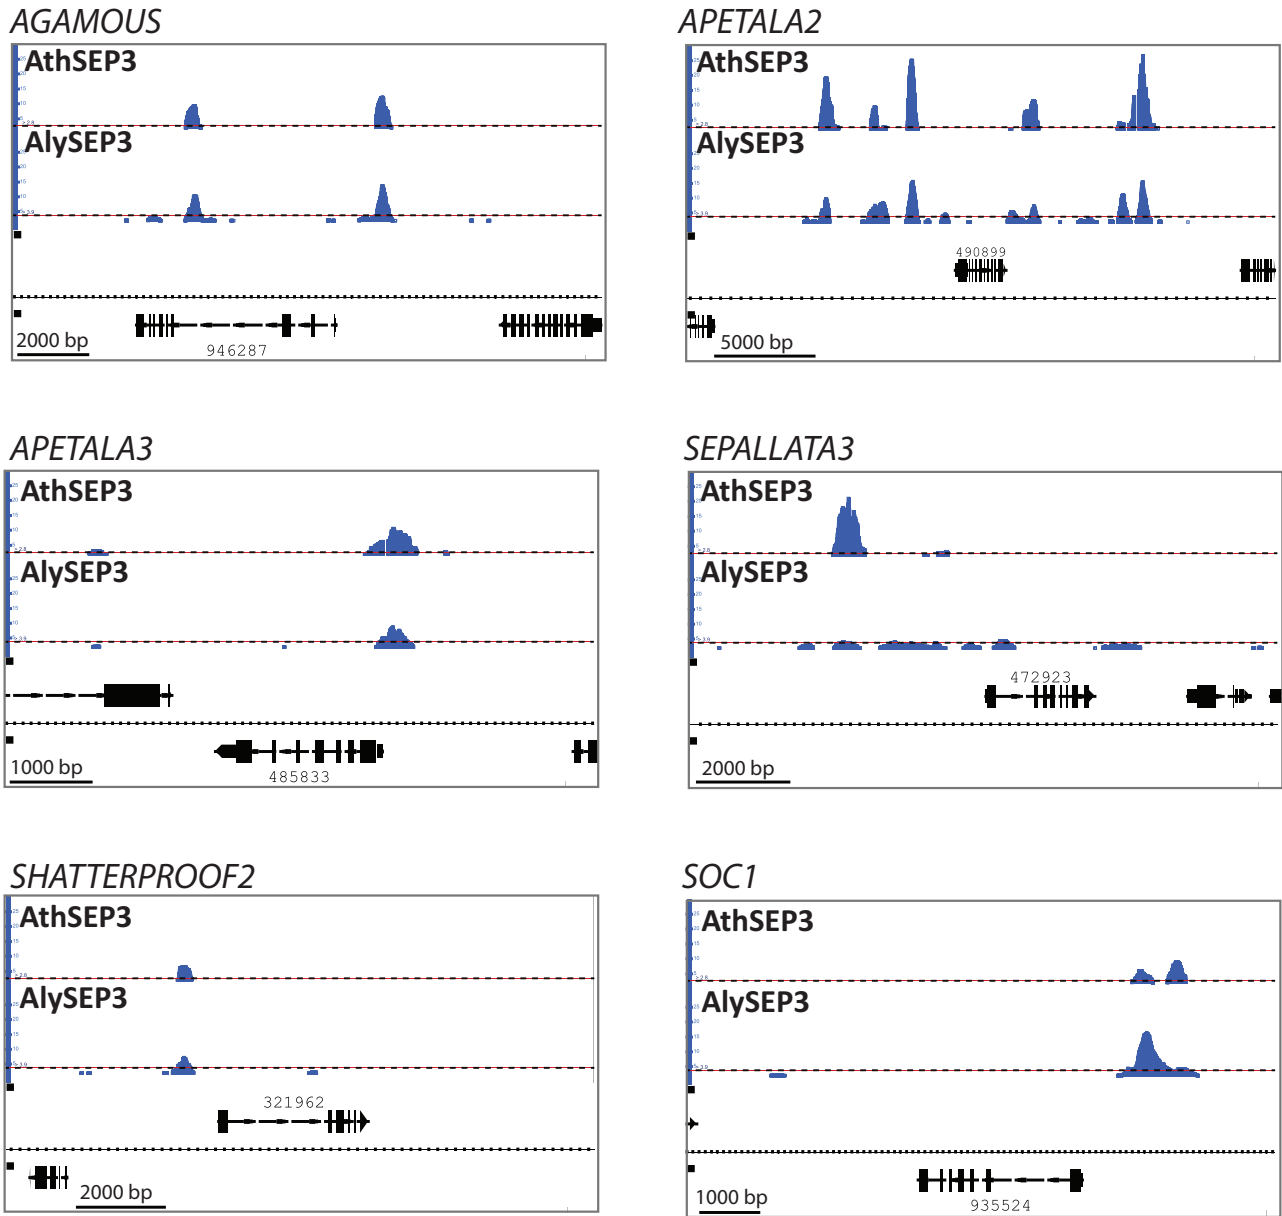 AGAMOUS
AthSEP3
AlySEP3
946287
2000 bp
APETALA2
AthSEP3
AlySEP3
490899
5000 bp
APETALA3
AthSEP3
AlySEP3
485833
1000 bp
SEPALLATA3
AthSEP3
AlySEP3
472923
2000 bp
SHATTERPROOF2
AthSEP3
AlySEP3
321962
2000 bp
SOC1
AthSEP3
AlySEP3
935524
1000 bp